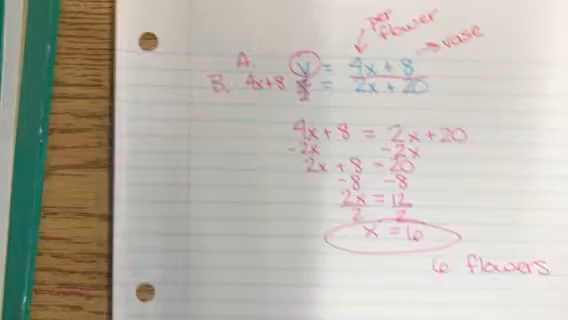 per
flower
vase
A. y = 4x + 8
B. 4x+8 = 2x + 20
4x+8 = 2x+20
-2x -2x
2x +8 = 20
-8 -8
2x = 12
2 2
x = 6
6 flowers